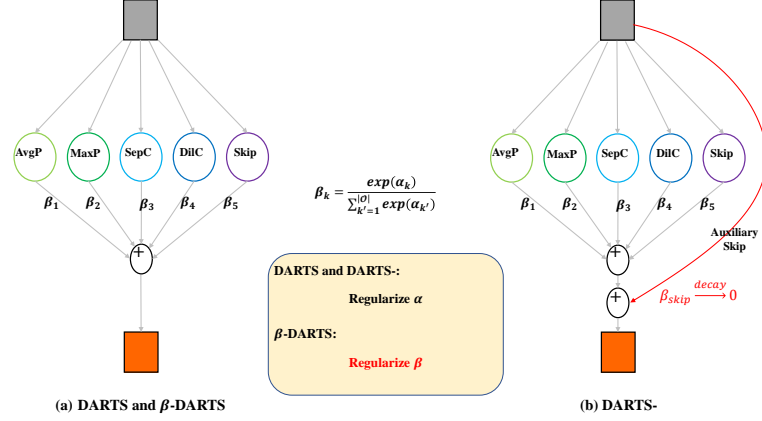 AvgP MaxP SepC DilC Skip
β₁ β₂ β₃ β₄ β₅
+
(a) DARTS and β-DARTS
βₖ = exp(αₖ) / ∑_{k'=1}^{|O|} exp(α_{k'})
DARTS and DARTS-:
Regularize α
β-DARTS:
Regularize β
AvgP MaxP SepC DilC Skip
β₁ β₂ β₃ β₄ β₅
Auxiliary
Skip
+
+
β_skip →^{decay} 0
(b) DARTS-